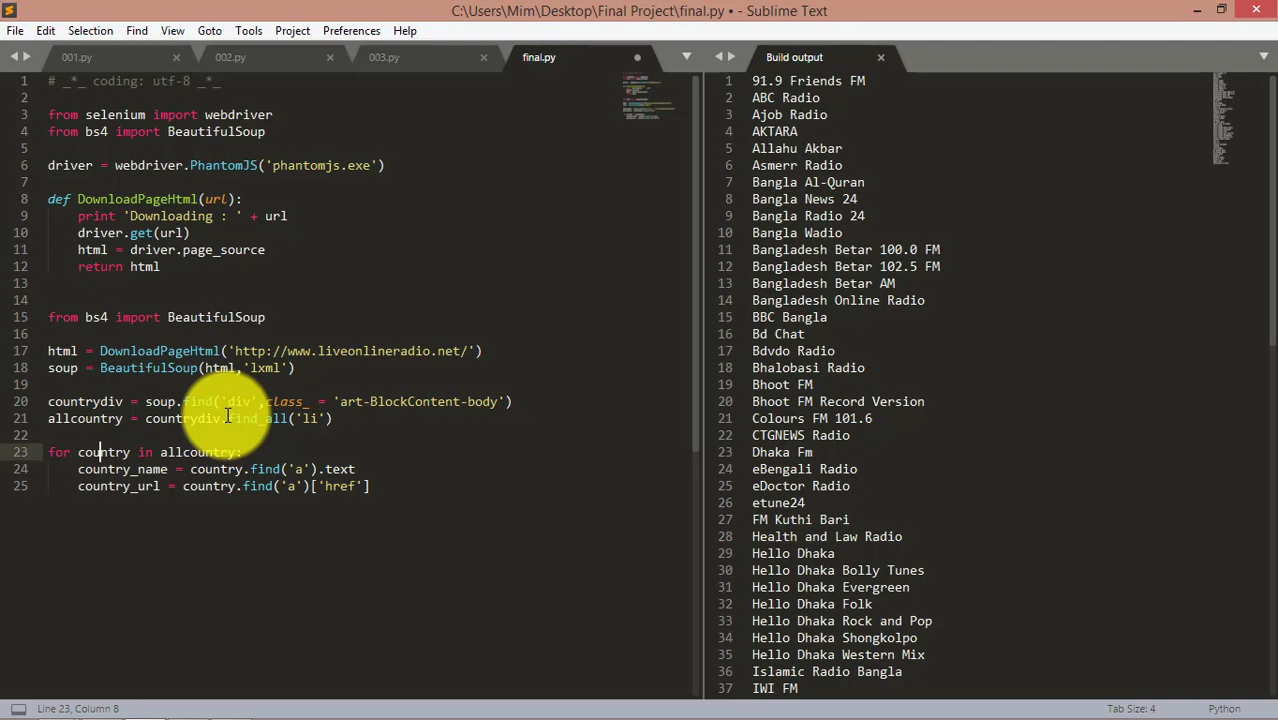 C:\Users\Mim\Desktop\Final Project\final.py • - Sublime Text
File Edit Selection Find View Goto Tools Project Preferences Help
001.py 002.py 003.py final.py Build output
1 # _*_ coding: utf-8 _*_
2
3 from selenium import webdriver
4 from bs4 import BeautifulSoup
5
6 driver = webdriver.PhantomJS('phantomjs.exe')
7
8 def DownloadPageHtml(url):
9 print 'Downloading : ' + url
10 driver.get(url)
11 html = driver.page_source
12 return html
13
14
15 from bs4 import BeautifulSoup
16
17 html = DownloadPageHtml('http://www.liveonlineradio.net/')
18 soup = BeautifulSoup(html,'lxml')
19
20 countrydiv = soup.find('div',class_ = 'art-BlockContent-body')
21 allcountry = countrydiv.find_all('li')
22
23 for country in allcountry:
24 country_name = country.find('a').text
25 country_url = country.find('a')['href']
1 91.9 Friends FM
2 ABC Radio
3 Ajob Radio
4 AKTARA
5 Allahu Akbar
6 Asmerr Radio
7 Bangla Al-Quran
8 Bangla News 24
9 Bangla Radio 24
10 Bangla Wadio
11 Bangladesh Betar 100.0 FM
12 Bangladesh Betar 102.5 FM
13 Bangladesh Betar AM
14 Bangladesh Online Radio
15 BBC Bangla
16 Bd Chat
17 Bdvdo Radio
18 Bhalobasi Radio
19 Bhoot FM
20 Bhoot FM Record Version
21 Colours FM 101.6
22 CTGNEWS Radio
23 Dhaka Fm
24 eBengali Radio
25 eDoctor Radio
26 etune24
27 FM Kuthi Bari
28 Health and Law Radio
29 Hello Dhaka
30 Hello Dhaka Bolly Tunes
31 Hello Dhaka Evergreen
32 Hello Dhaka Folk
33 Hello Dhaka Rock and Pop
34 Hello Dhaka Shongkolpo
35 Hello Dhaka Western Mix
36 Islamic Radio Bangla
37 IWI FM
Line 23, Column 8 Tab Size: 4 Python